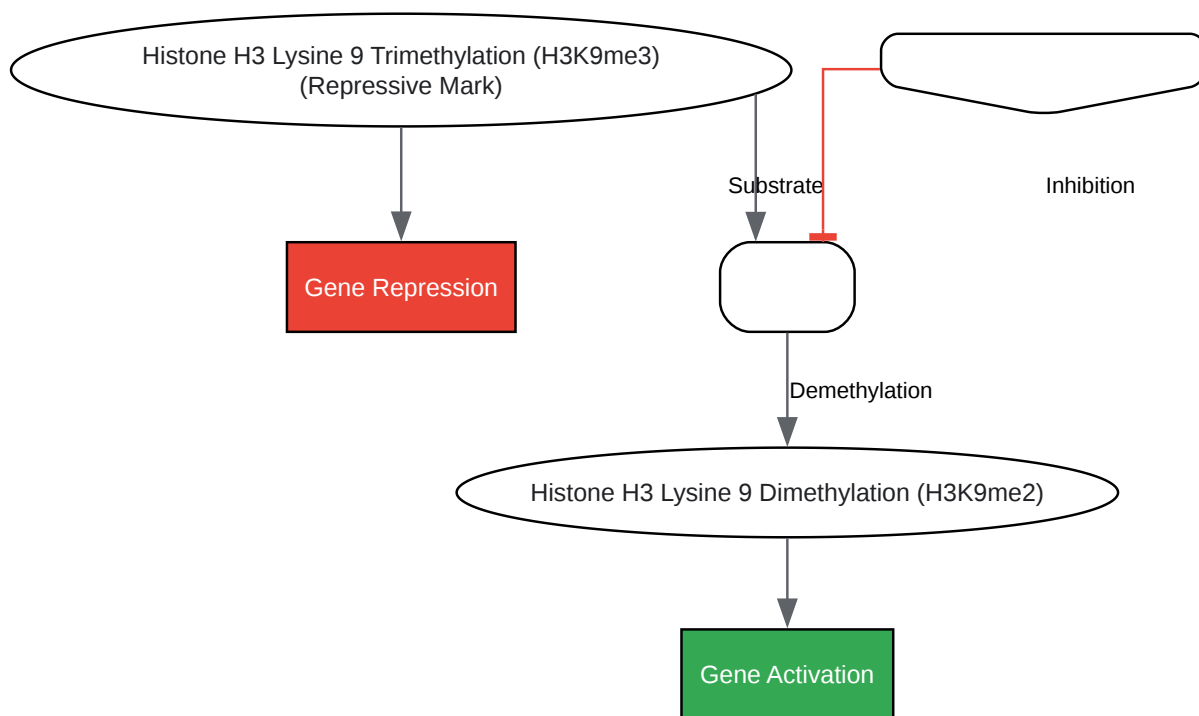 Histone H3 Lysine 9 Trimethylation (H3K9me3)
(Repressive Mark)
Substrate
Inhibition
Gene Repression
Demethylation
Histone H3 Lysine 9 Dimethylation (H3K9me2)
Gene Activation